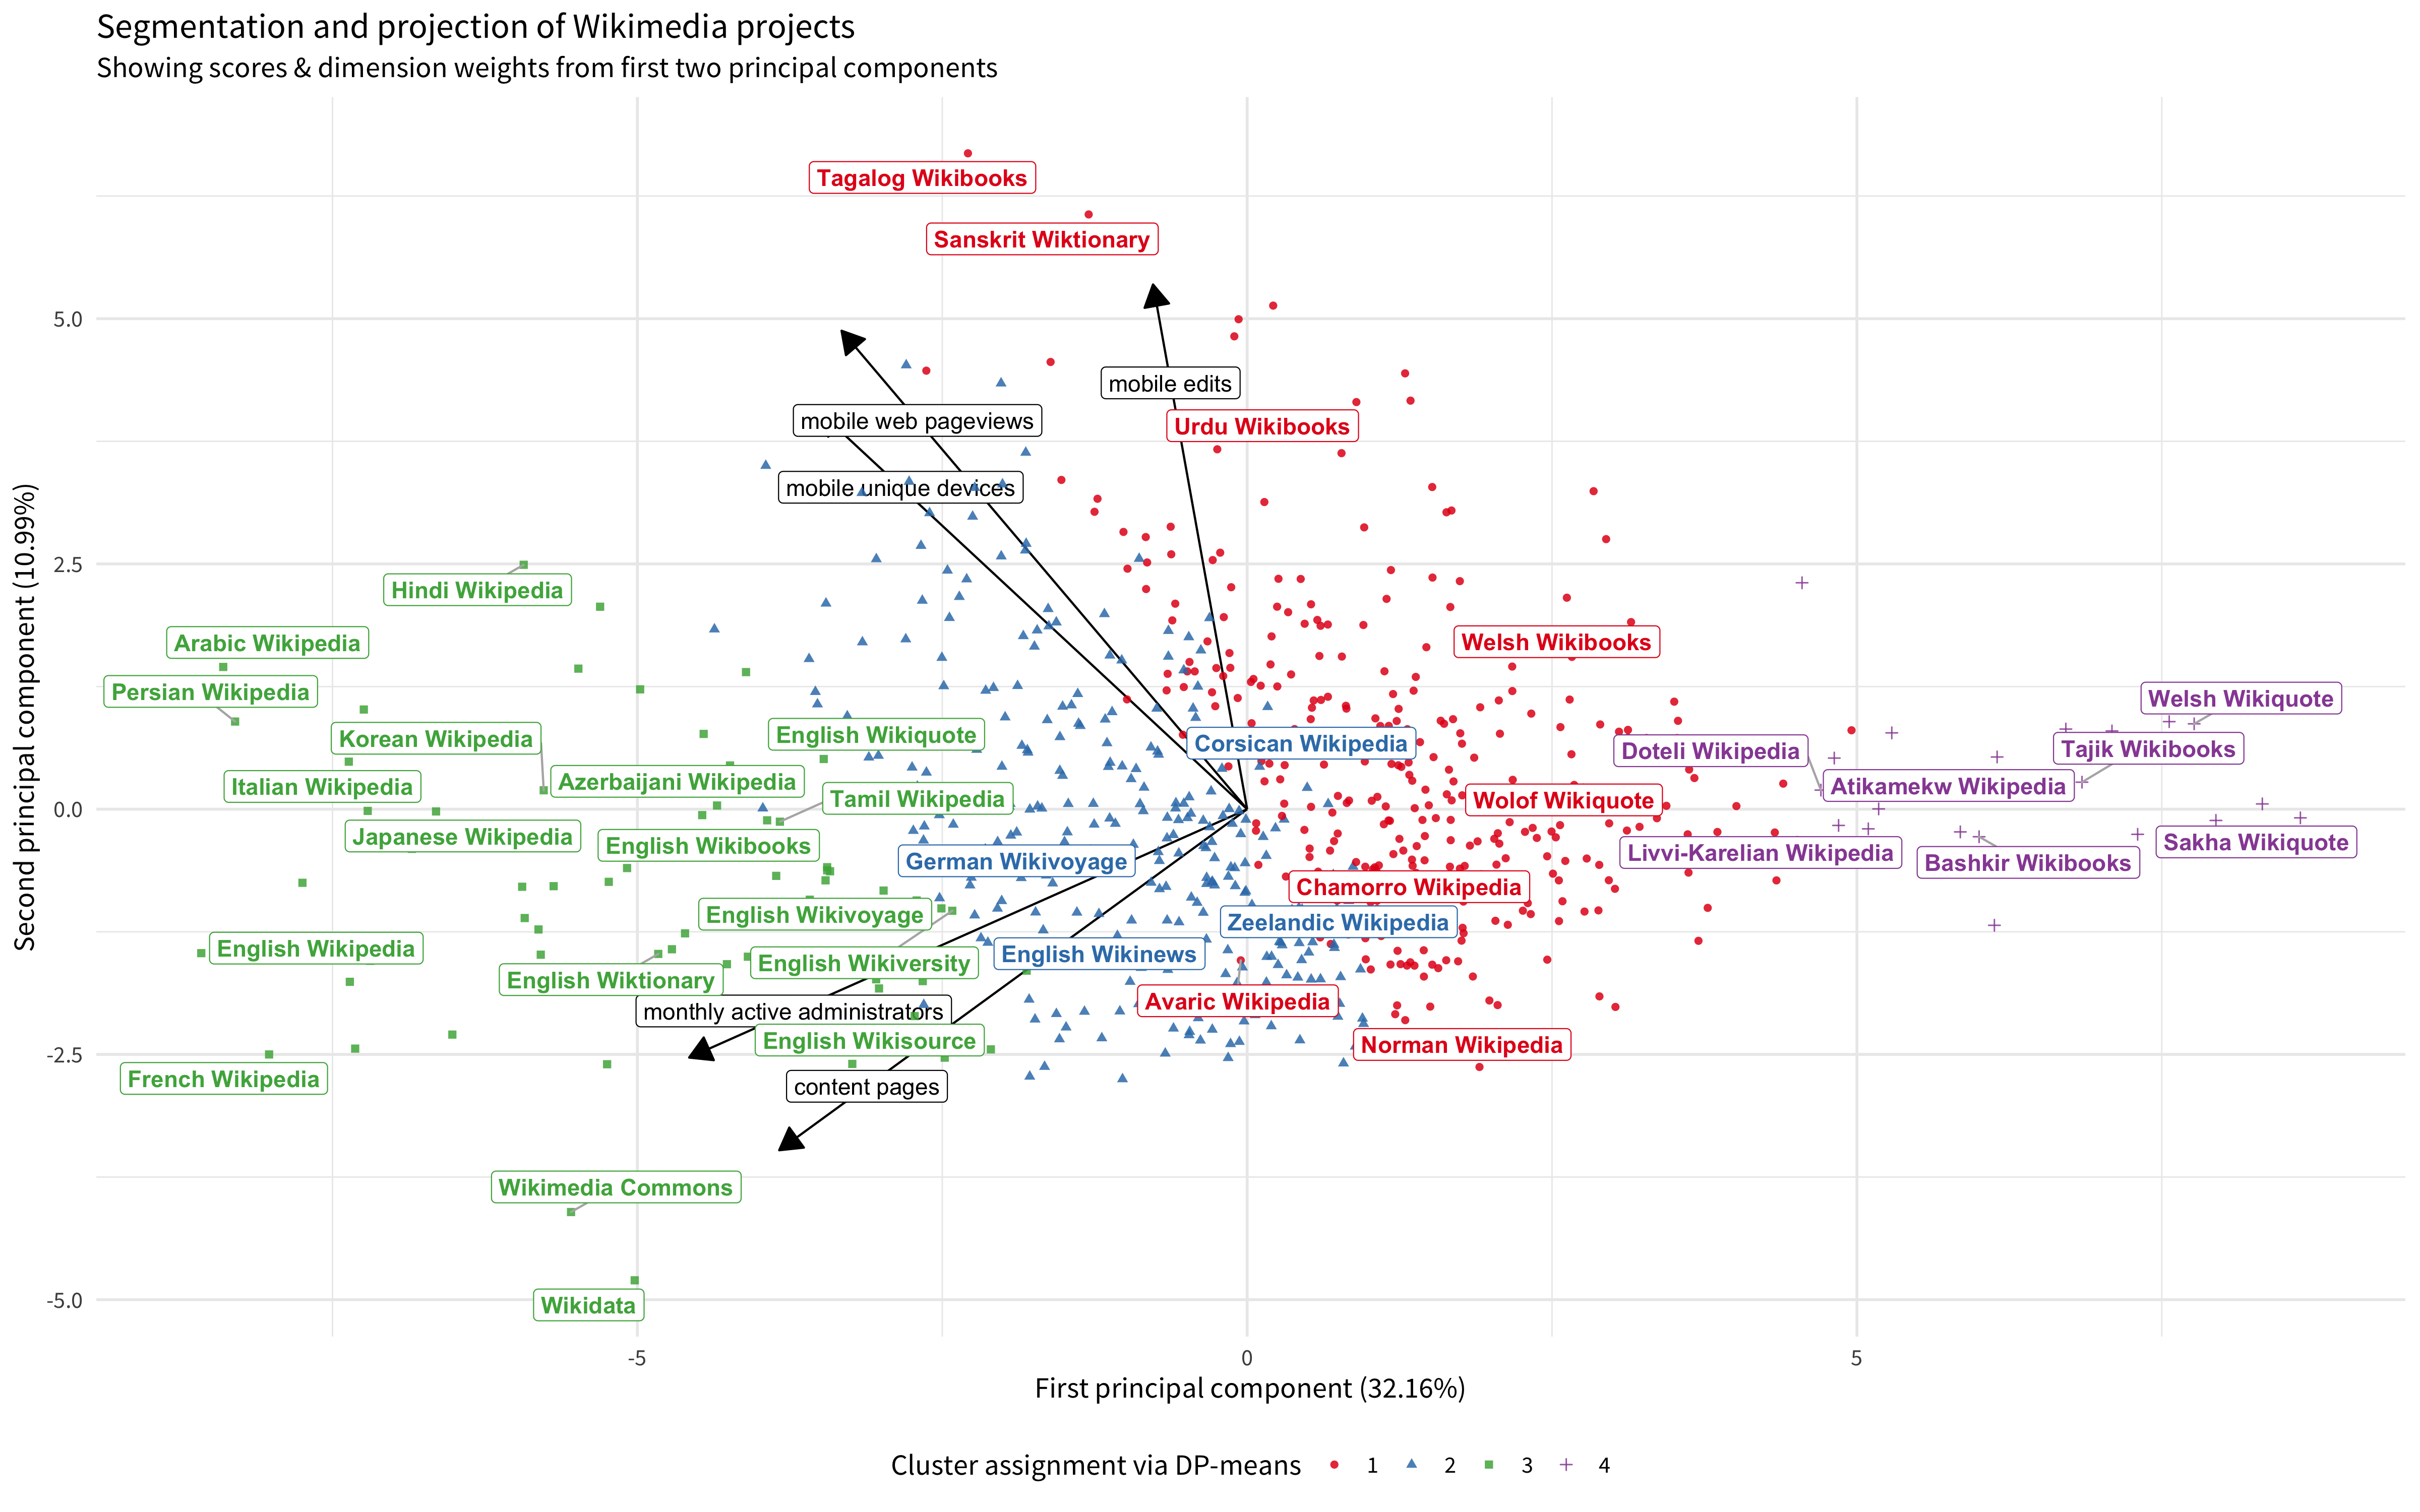 Segmentation and projection of Wikimedia projects
Showing scores & dimension weights from first two principal components
Tagalog Wikibooks
Sanskrit Wiktionary
5.0
mobile edits
mobile web pageviews
Urdu Wikibooks
mobile unique devices
2.5
Hindi Wikipedia
Arabic Wikipedia
Welsh Wikibooks
Persian Wikipedia
Welsh Wikiquote
Korean Wikipedia
English Wikiquote
Corsican Wikipedia
Doteli Wikipedia
Tajik Wikibooks
Italian Wikipedia
Azerbaijani Wikipedia
Atikamekw Wikipedia
Tamil Wikipedia
Wolof Wikiquote
0.0
Japanese Wikipedia
English Wikibooks
Sakha Wikiquote
German Wikivoyage
Livvi-Karelian Wikipedia
Bashkir Wikibooks
Chamorro Wikipedia
English Wikivoyage
Zeelandic Wikipedia
English Wikipedia
English Wikinews
English Wikiversity
English Wiktionary
Avaric Wikipedia
monthly active administrators
English Wikisource
Norman Wikipedia
-2.5
French Wikipedia
content pages
Wikimedia Commons
Wikidata
-5.0
Second principal component (10.99%)
-5
0
5
First principal component (32.16%)
Cluster assignment via DP-means 1 2 3 4